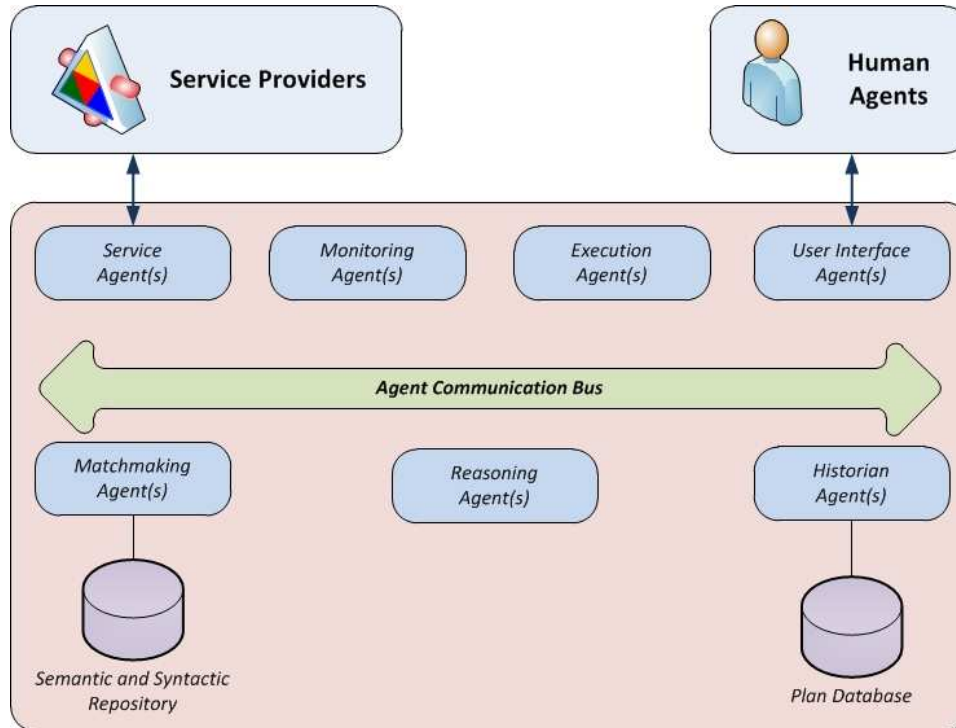 Service Providers
Human
Agents
Service
Agent(s)
Monitoring
Agent(s)
Execution
Agent(s)
User Interface
Agent(s)
Agent Communication Bus
Matchmaking
Agent(s)
Reasoning
Agent(s)
Historian
Agent(s)
Semantic and Syntactic
Repository
Plan Database